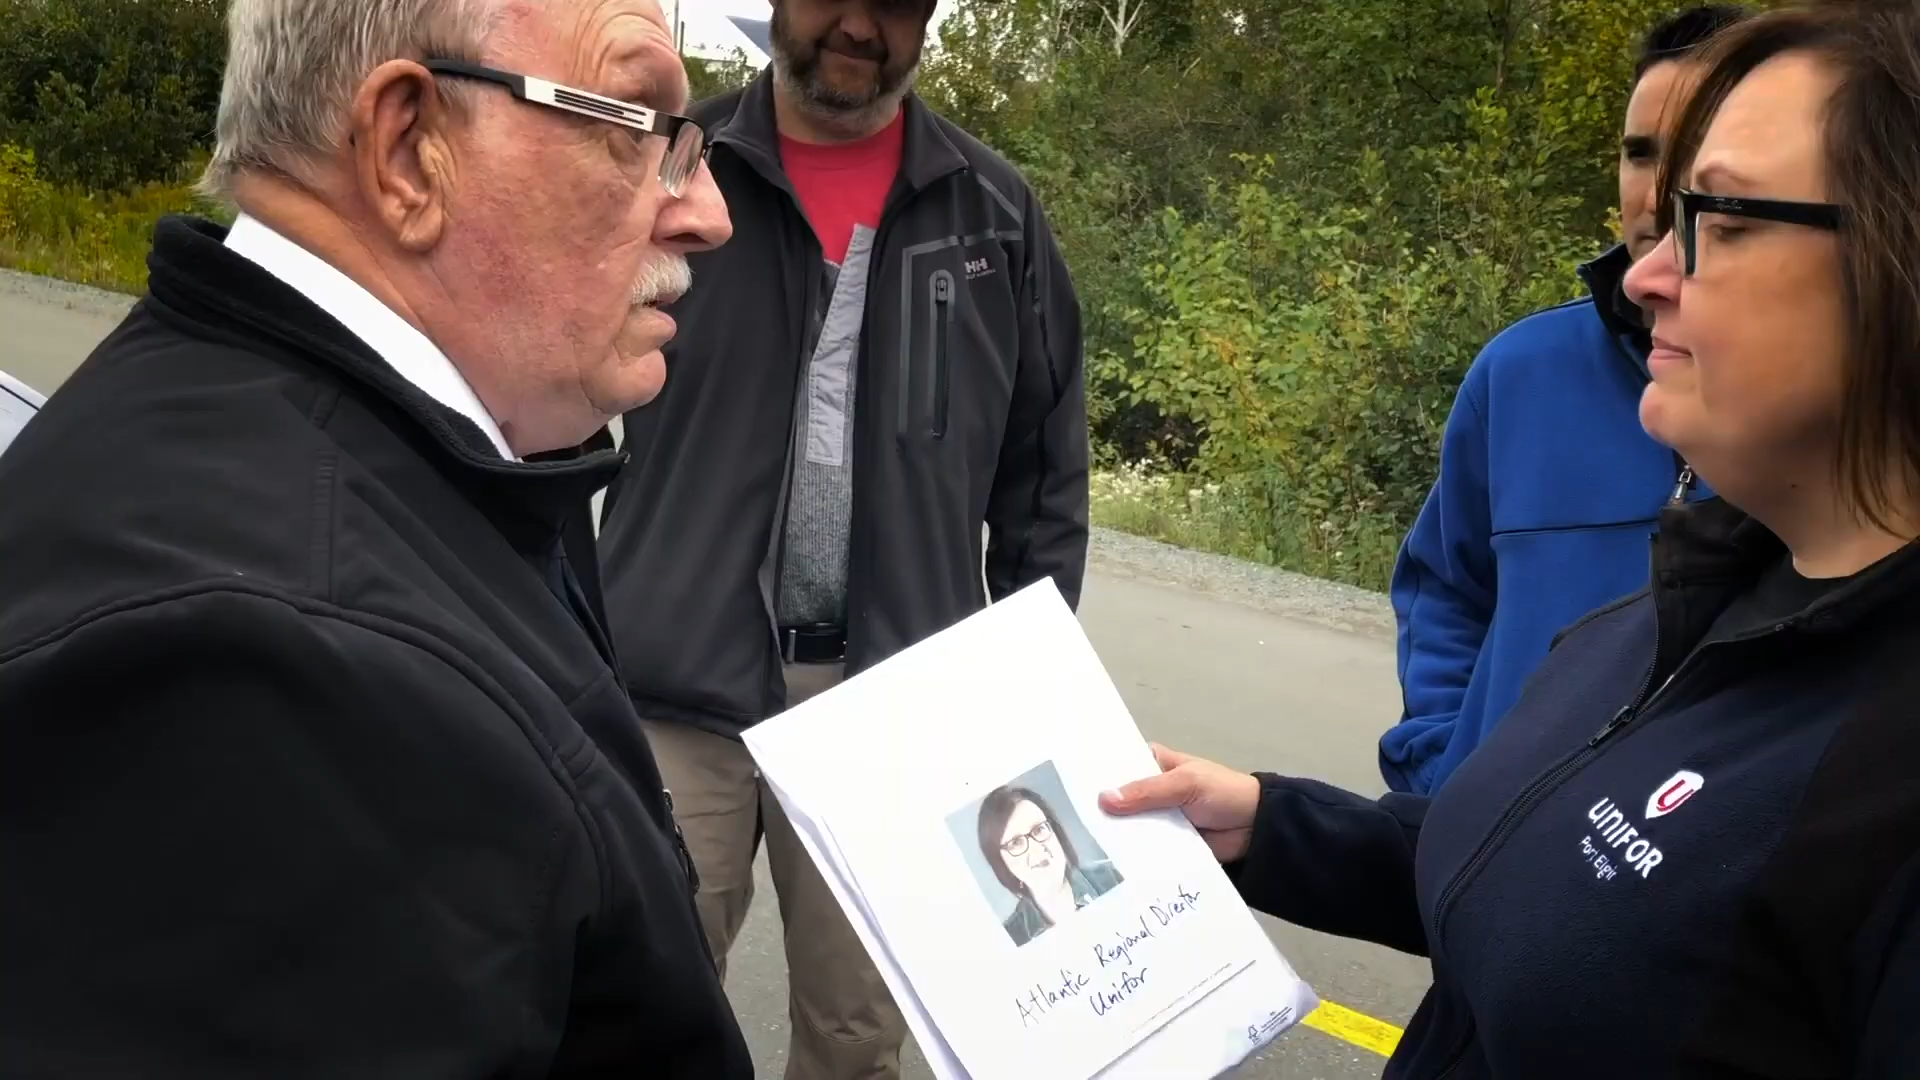 HH
Atlantic Regional Director
Unifor
UNIFOR
Port Elgin